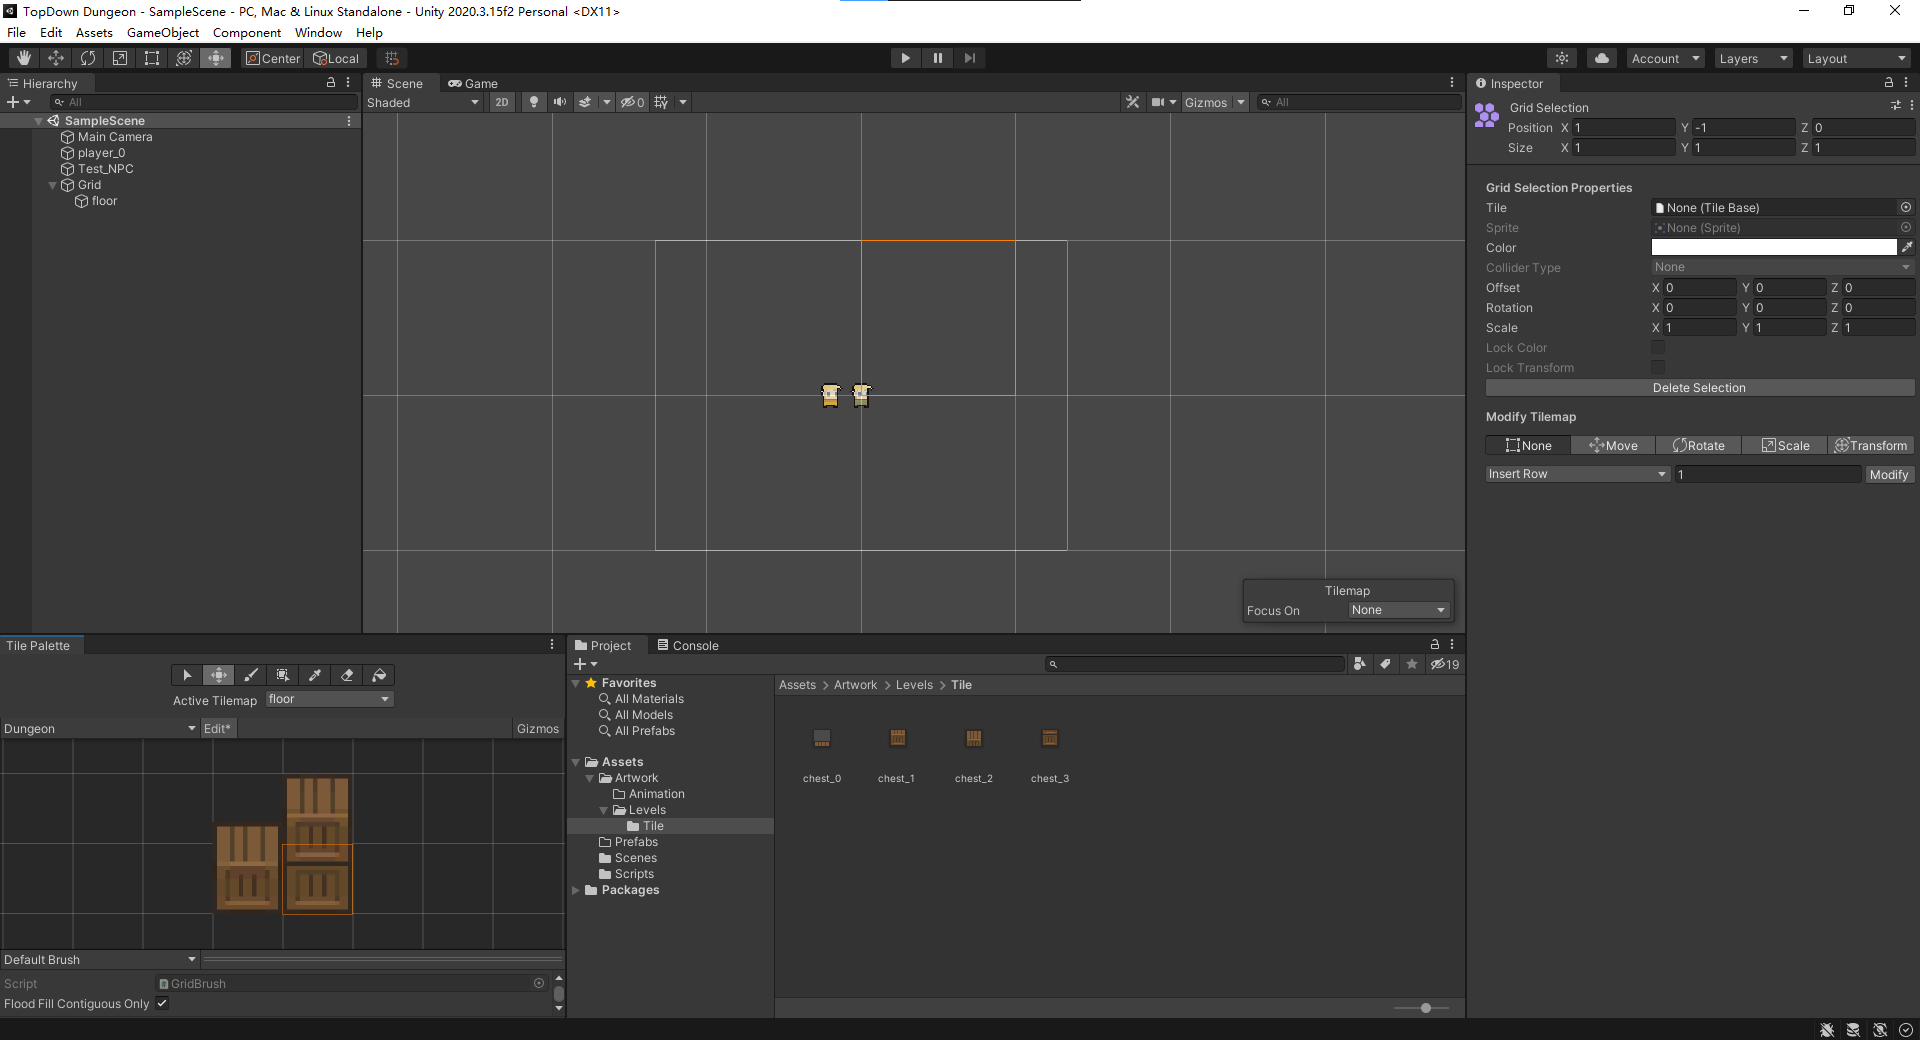 TopDown Dungeon - SampleScene - PC, Mac & Linux Standalone - Unity 2020.3.15f2 Personal <DX11>
File Edit Assets GameObject Component Window Help
Center Local Account Layers Layout
Hierarchy
All
SampleScene
Main Camera
player_0
Test_NPC
Grid
floor
Scene Game
Shaded 2D 0 Gizmos All
Tilemap
Focus On None
Inspector
Grid Selection
Position X 1 Y -1 Z 0
Size X 1 Y 1 Z 1
Grid Selection Properties
Tile None (Tile Base)
Sprite None (Sprite)
Color
Collider Type None
Offset X 0 Y 0 Z 0
Rotation X 0 Y 0 Z 0
Scale X 1 Y 1 Z 1
Lock Color
Lock Transform
Delete Selection
Modify Tilemap
None Move Rotate Scale Transform
Insert Row 1 Modify
Tile Palette
Active Tilemap floor
Dungeon Edit* Gizmos
Default Brush
Script GridBrush
Flood Fill Contiguous Only
Project Console
19
Favorites
All Materials
All Models
All Prefabs
Assets
Artwork
Animation
Levels
Tile
Prefabs
Scenes
Scripts
Packages
Assets > Artwork > Levels > Tile
chest_0 chest_1 chest_2 chest_3